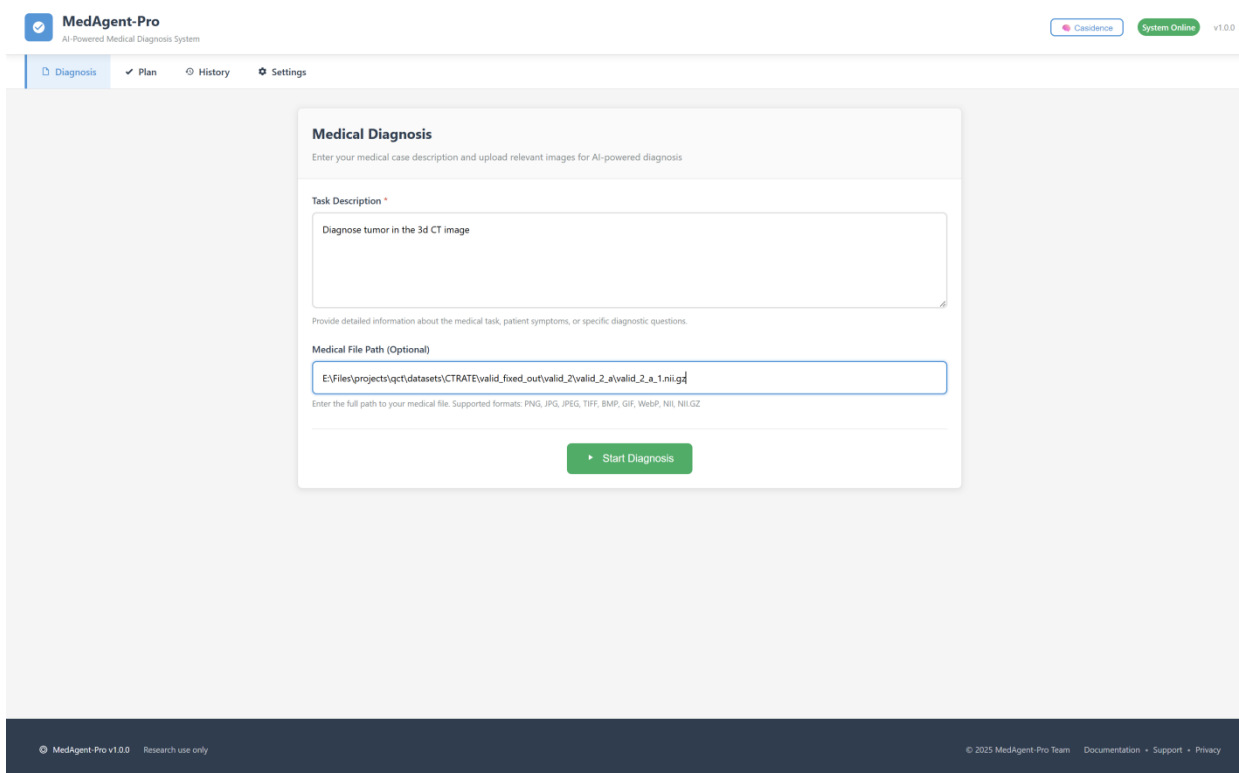 MedAgent-Pro
AI-Powered Medical Diagnosis System
Casidence
System Online
v1.0.0
Diagnosis
Plan
History
Settings
Medical Diagnosis
Enter your medical case description and upload relevant images for AI-powered diagnosis
Task Description *
Diagnose tumor in the 3d CT image
Provide detailed information about the medical task, patient symptoms, or specific diagnostic questions.
Medical File Path (Optional)
E:\Files\projects\qct\datasets\CTRATE\valid_fixed_out\valid_2\valid_2_a\valid_2_a_1.nii.gz
Enter the full path to your medical file. Supported formats: PNG, JPG, JPEG, TIFF, BMP, GIF, WebP, NII, NII.GZ
Start Diagnosis
MedAgent-Pro v1.0.0 Research use only
© 2025 MedAgent-Pro Team Documentation • Support • Privacy